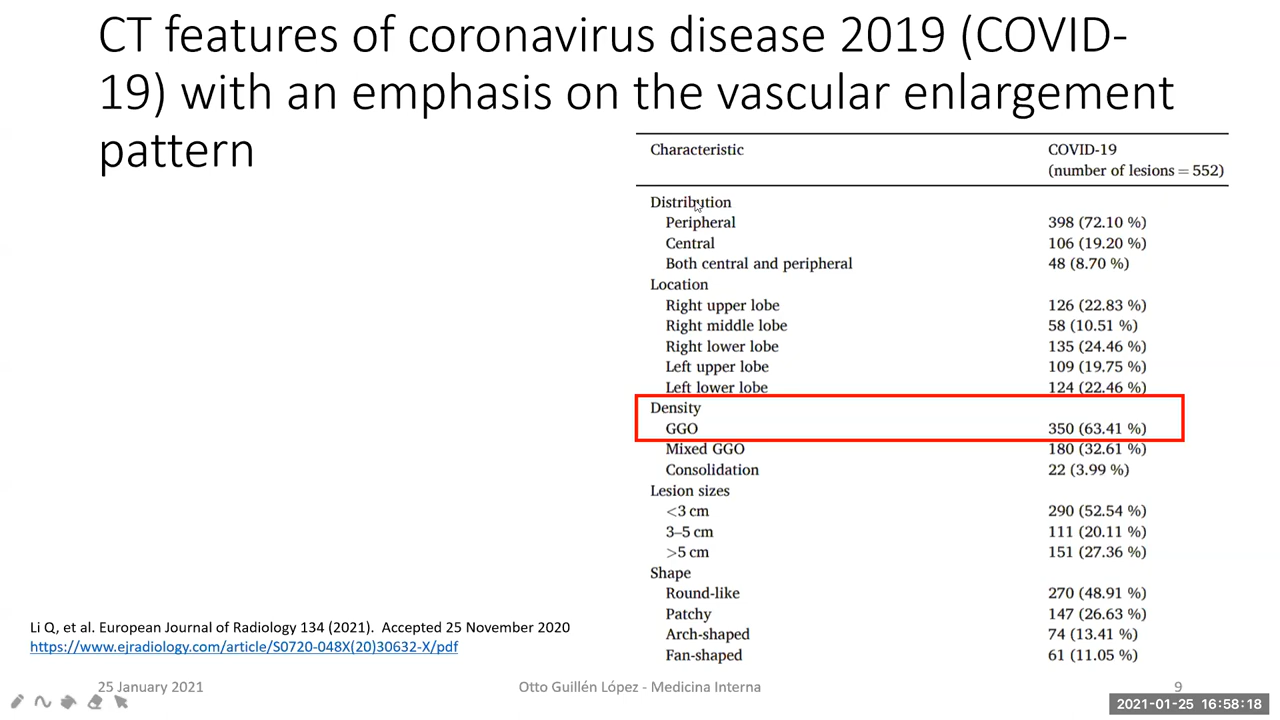 CT features of coronavirus disease 2019 (COVID-
19) with an emphasis on the vascular enlargement
pattern
Characteristic COVID-19
(number of lesions = 552)
Distribution
Peripheral 398 (72.10 %)
Central 106 (19.20 %)
Both central and peripheral 48 (8.70 %)
Location
Right upper lobe 126 (22.83 %)
Right middle lobe 58 (10.51 %)
Right lower lobe 135 (24.46 %)
Left upper lobe 109 (19.75 %)
Left lower lobe 124 (22.46 %)
Density
GGO 350 (63.41 %)
Mixed GGO 180 (32.61 %)
Consolidation 22 (3.99 %)
Lesion sizes
<3 cm 290 (52.54 %)
3–5 cm 111 (20.11 %)
>5 cm 151 (27.36 %)
Shape
Round-like 270 (48.91 %)
Patchy 147 (26.63 %)
Arch-shaped 74 (13.41 %)
Fan-shaped 61 (11.05 %)
Li Q, et al. European Journal of Radiology 134 (2021). Accepted 25 November 2020
https://www.ejradiology.com/article/S0720-048X(20)30632-X/pdf
25 January 2021 Otto Guillén López - Medicina Interna 9
2021-01-25 16:58:18